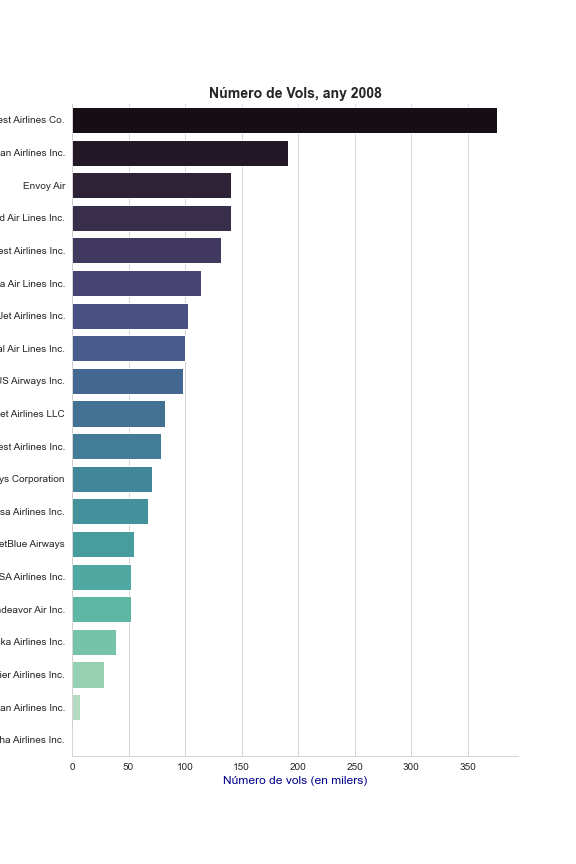 Número de Vols, any 2008
est Airlines Co.
an Airlines Inc.
Envoy Air
d Air Lines Inc.
est Airlines Inc.
a Air Lines Inc.
Jet Airlines Inc.
al Air Lines Inc.
US Airways Inc.
et Airlines LLC
est Airlines Inc.
ys Corporation
sa Airlines Inc.
etBlue Airways
SA Airlines Inc.
ndeavor Air Inc.
ka Airlines Inc.
ier Airlines Inc.
an Airlines Inc.
ha Airlines Inc.
0 50 100 150 200 250 300 350
Número de vols (en milers)